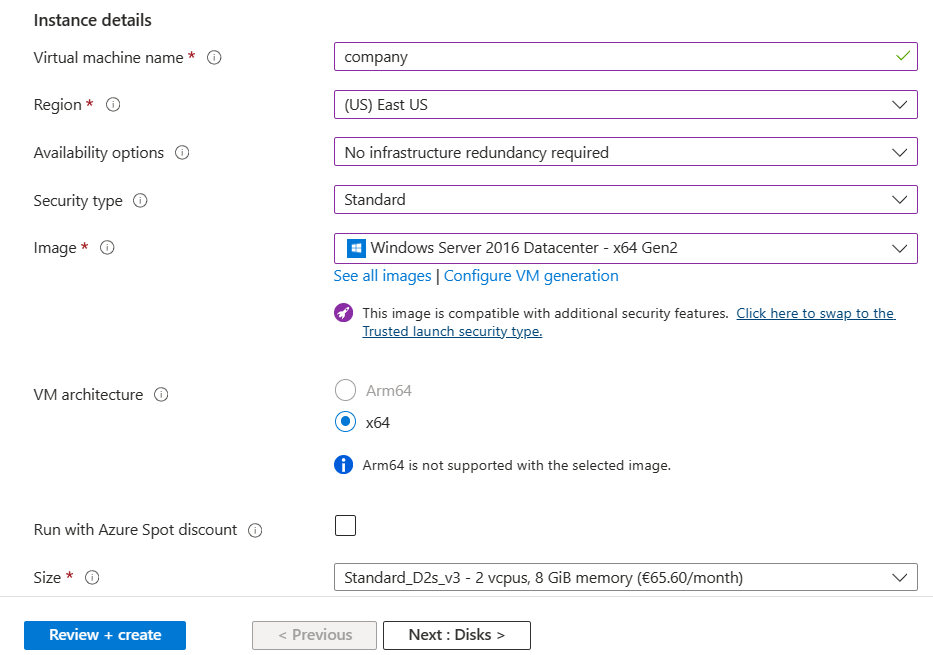 Instance details
Virtual machine name *
company
Region *
(US) East US
Availability options
No infrastructure redundancy required
Security type
Standard
Image *
Windows Server 2016 Datacenter - x64 Gen2
See all images | Configure VM generation
This image is compatible with additional security features. Click here to swap to the
Trusted launch security type.
VM architecture
Arm64
x64
Arm64 is not supported with the selected image.
Run with Azure Spot discount
Size *
Standard_D2s_v3 - 2 vcpus, 8 GiB memory (€65.60/month)
Review + create
< Previous
Next : Disks >